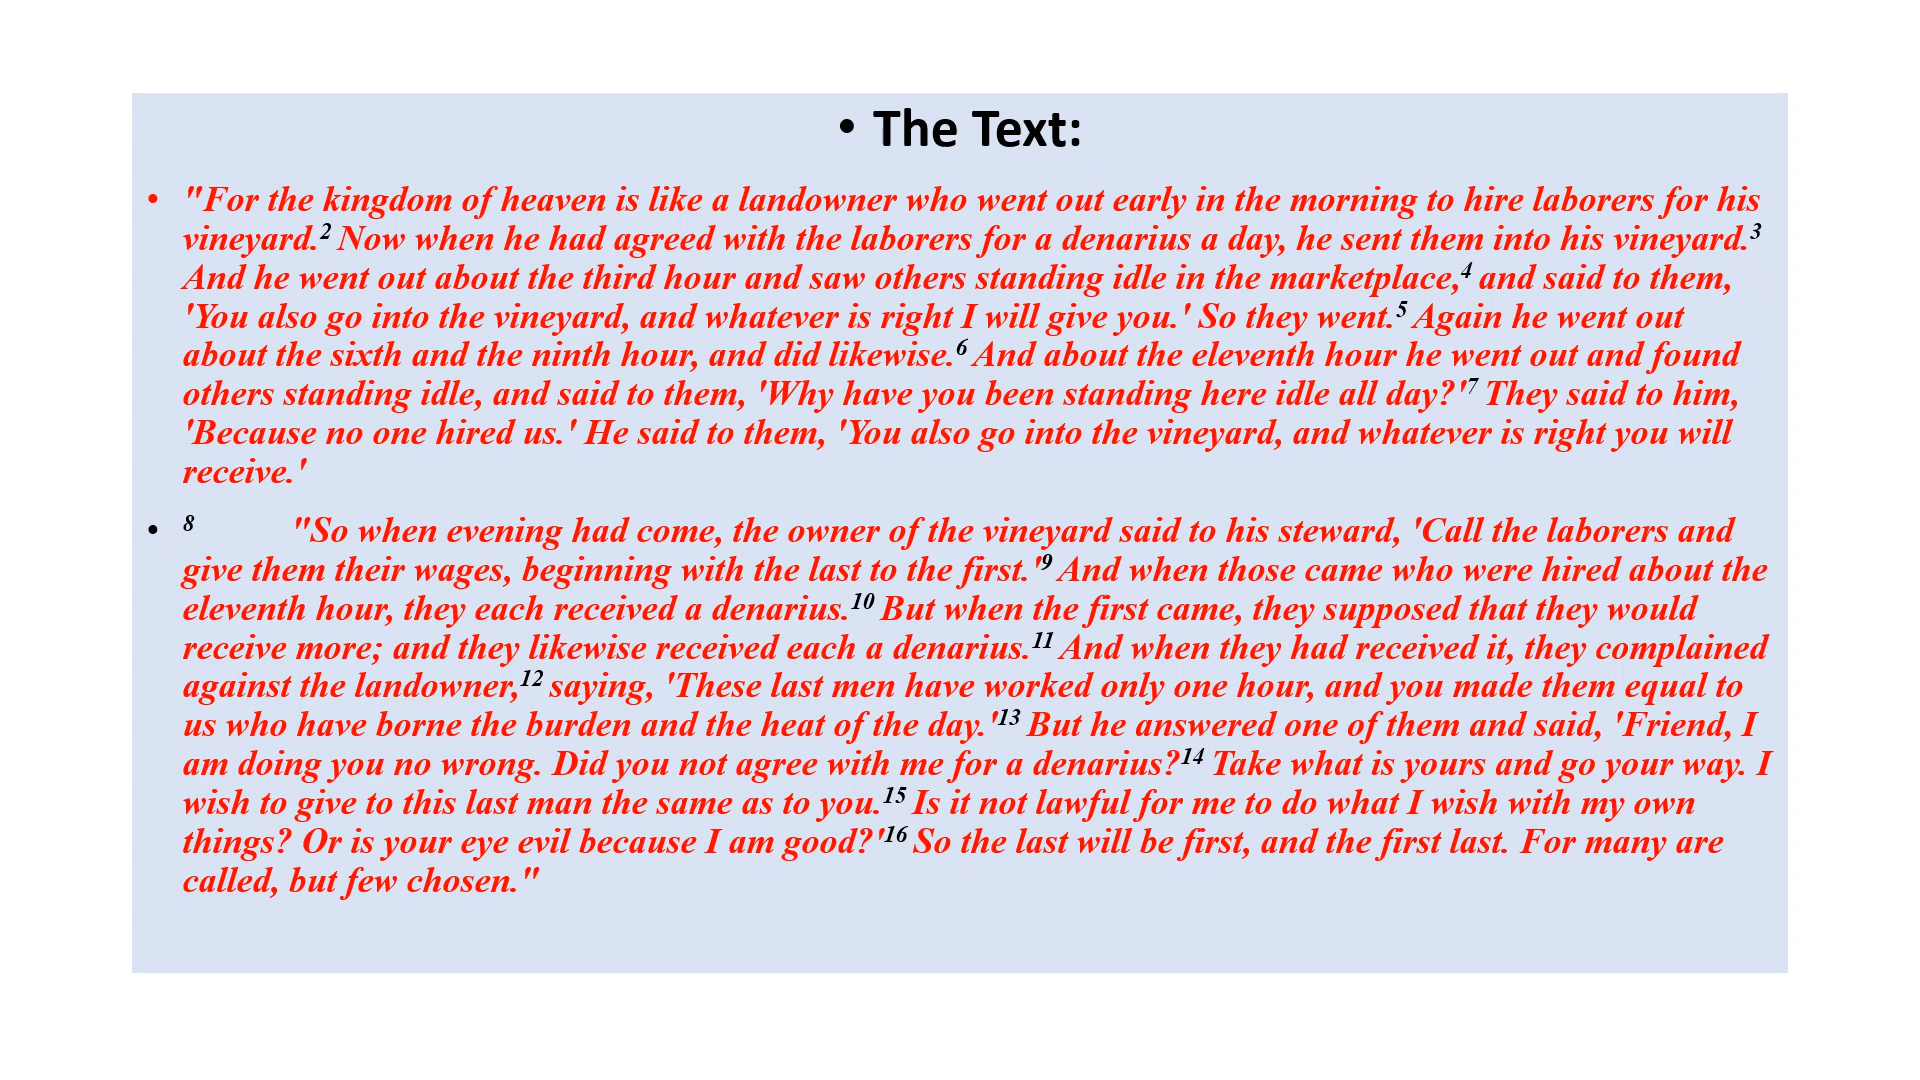 • The Text:
• "For the kingdom of heaven is like a landowner who went out early in the morning to hire laborers for his
vineyard.2 Now when he had agreed with the laborers for a denarius a day, he sent them into his vineyard.3
And he went out about the third hour and saw others standing idle in the marketplace,4 and said to them,
'You also go into the vineyard, and whatever is right I will give you.' So they went.5 Again he went out
about the sixth and the ninth hour, and did likewise.6 And about the eleventh hour he went out and found
others standing idle, and said to them, 'Why have you been standing here idle all day?'7 They said to him,
'Because no one hired us.' He said to them, 'You also go into the vineyard, and whatever is right you will
receive.'
• 8 "So when evening had come, the owner of the vineyard said to his steward, 'Call the laborers and
give them their wages, beginning with the last to the first.'9 And when those came who were hired about the
eleventh hour, they each received a denarius.10 But when the first came, they supposed that they would
receive more; and they likewise received each a denarius.11 And when they had received it, they complained
against the landowner,12 saying, 'These last men have worked only one hour, and you made them equal to
us who have borne the burden and the heat of the day.'13 But he answered one of them and said, 'Friend, I
am doing you no wrong. Did you not agree with me for a denarius?14 Take what is yours and go your way. I
wish to give to this last man the same as to you.15 Is it not lawful for me to do what I wish with my own
things? Or is your eye evil because I am good?'16 So the last will be first, and the first last. For many are
called, but few chosen."